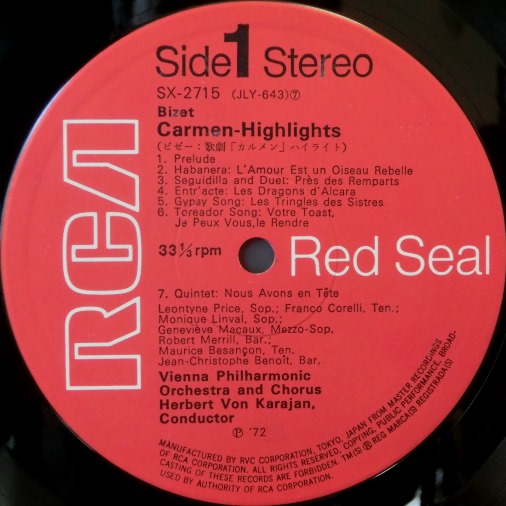 Side 1 Stereo
SX-2715 (JLY-643)⑦
Bizet
Carmen-Highlights
(ビゼー:歌劇「カルメン」ハイライト)
1. Prelude
2. Habanera: L'Amour Est un Oiseau Rebelle
3. Seguidilla and Duet: Près des Remparts
4. Entr'acte: Les Dragons d'Alcara
5. Gypsy Song: Les Tringles des Sistres
6. Toreador Song: Votre Toast,
Je Peux Vous,le Rendre
33 1/3 rpm
RCA
Red Seal
7. Quintet: Nous Avons en Tête
Leontyne Price, Sop.; Franco Corelli, Ten.;
Monique Linval, Sop.;
Geneviève Macaux, Mezzo-Sop.
Robert Merrill, Bar.;
Maurice Besançon, Ten.
Jean-Christophe Benoît, Bar.
Vienna Philharmonic
Orchestra and Chorus
Herbert Von Karajan,
Conductor
Ⓟ '72
MANUFACTURED BY RVC CORPORATION, TOKYO, JAPAN FROM MASTER RECORDINGS
OF RCA CORPORATION. ALL RIGHTS RESERVED, COPYING, PUBLIC PERFORMANCE, BROAD-
CASTING OF THESE RECORDS ARE FORBIDDEN. TM(S) ® REG MARCA(S) REGISTRADA(S)
USED BY AUTHORITY OF RCA CORPORATION.